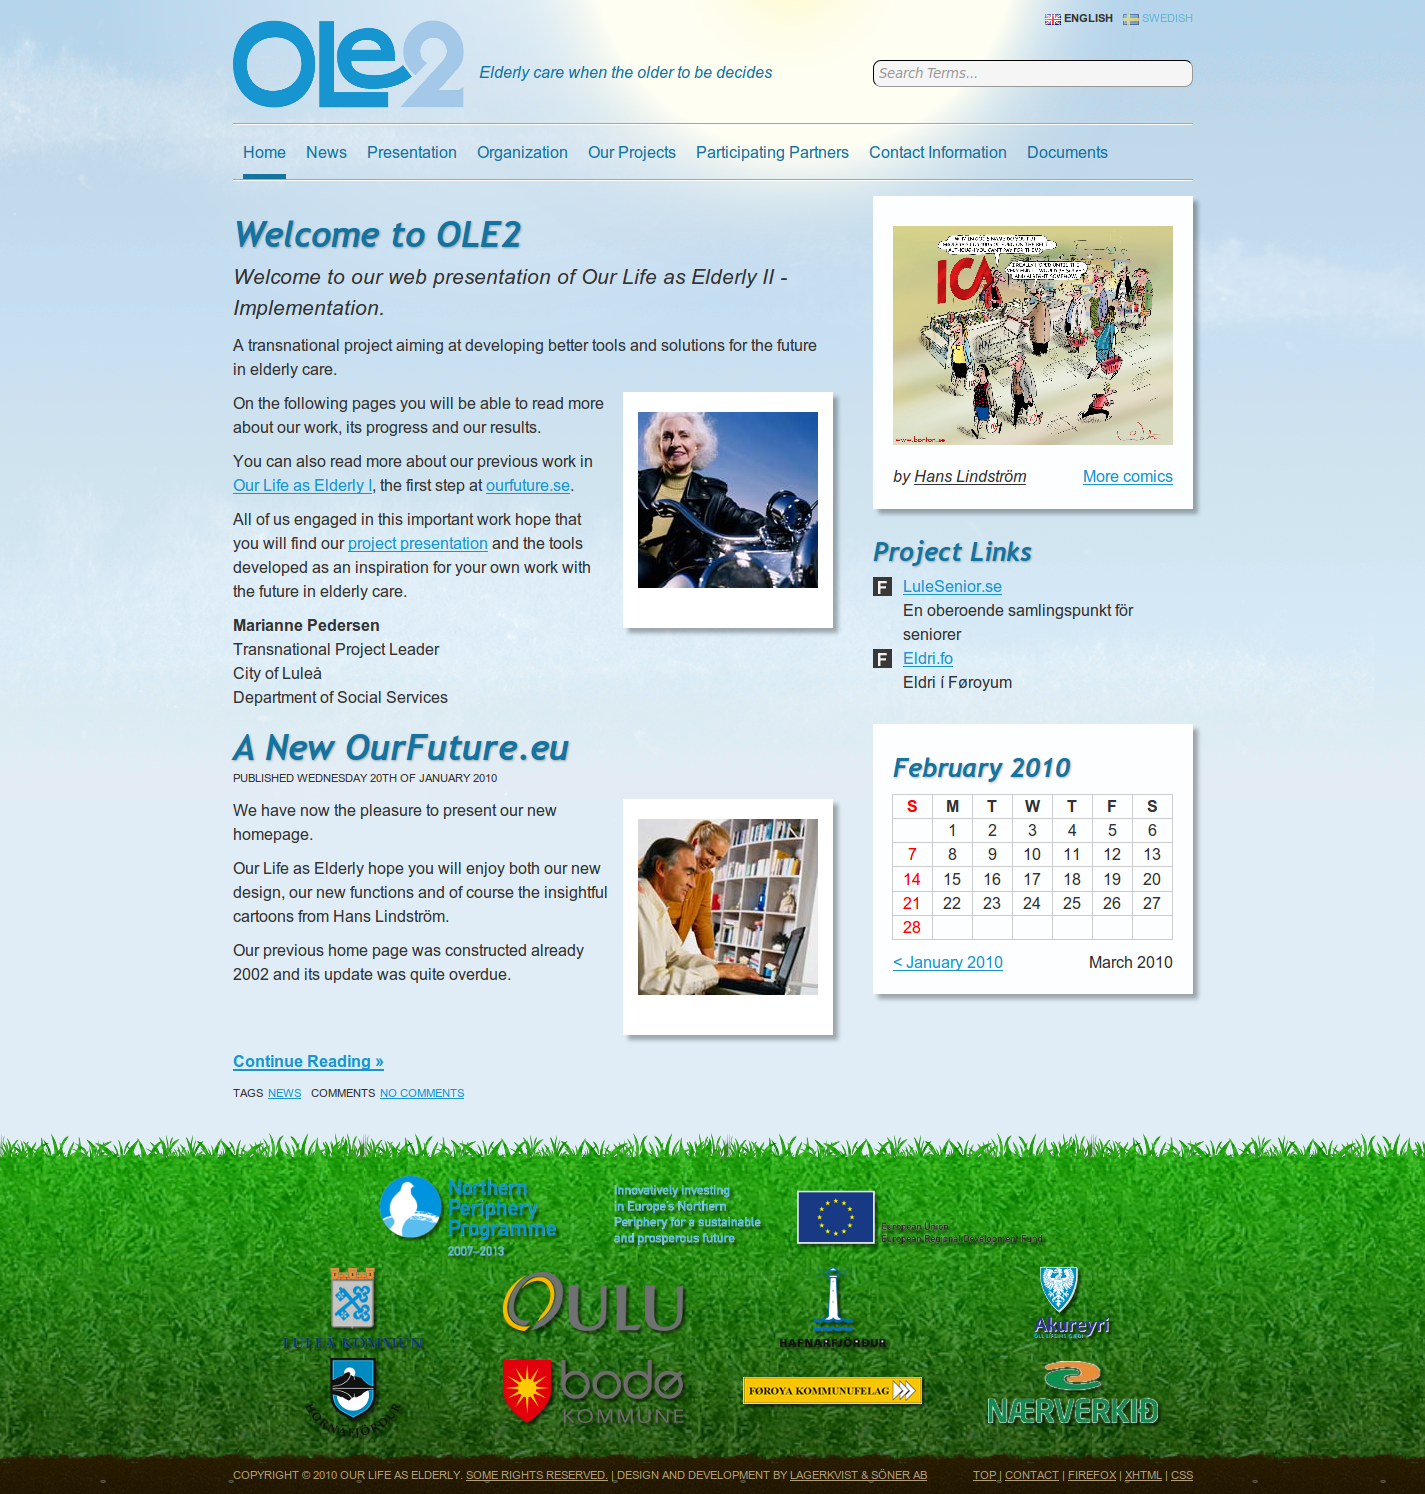 ENGLISH SWEDISH
OLe2
Elderly care when the older to be decides
Search Terms...
Home News Presentation Organization Our Projects Participating Partners Contact Information Documents
Welcome to OLE2
Welcome to our web presentation of Our Life as Elderly II -
Implementation.
A transnational project aiming at developing better tools and solutions for the future
in elderly care.
On the following pages you will be able to read more
about our work, its progress and our results.
You can also read more about our previous work in
Our Life as Elderly I, the first step at ourfuture.se.
All of us engaged in this important work hope that
you will find our project presentation and the tools
developed as an inspiration for your own work with
the future in elderly care.
Marianne Pedersen
Transnational Project Leader
City of Luleå
Department of Social Services
A New OurFuture.eu
PUBLISHED WEDNESDAY 20TH OF JANUARY 2010
We have now the pleasure to present our new
homepage.
Our Life as Elderly hope you will enjoy both our new
design, our new functions and of course the insightful
cartoons from Hans Lindström.
Our previous home page was constructed already
2002 and its update was quite overdue.
Continue Reading »
TAGS NEWS COMMENTS NO COMMENTS
ICA
www.bonton.se
by Hans Lindström More comics
Project Links
F LuleSenior.se
En oberoende samlingspunkt för
seniorer
F Eldri.fo
Eldri í Føroyum
February 2010
S M T W T F S
1 2 3 4 5 6
7 8 9 10 11 12 13
14 15 16 17 18 19 20
21 22 23 24 25 26 27
28
< January 2010 March 2010
Northern
Periphery
Programme
2007–2013
Innovatively investing
in Europe's Northern
Periphery for a sustainable
and prosperous future
European Union
European Regional Development Fund
LULEÅ KOMMUN
OULU
HAFNARFJÖRÐUR
Akureyri
HORNAFJÖRÐUR
bodø
KOMMUNE
FØROYA KOMMUNUFELAG
NÆRVERKIÐ
COPYRIGHT © 2010 OUR LIFE AS ELDERLY. SOME RIGHTS RESERVED. | DESIGN AND DEVELOPMENT BY LAGERKVIST & SÖNER AB TOP | CONTACT | FIREFOX | XHTML | CSS